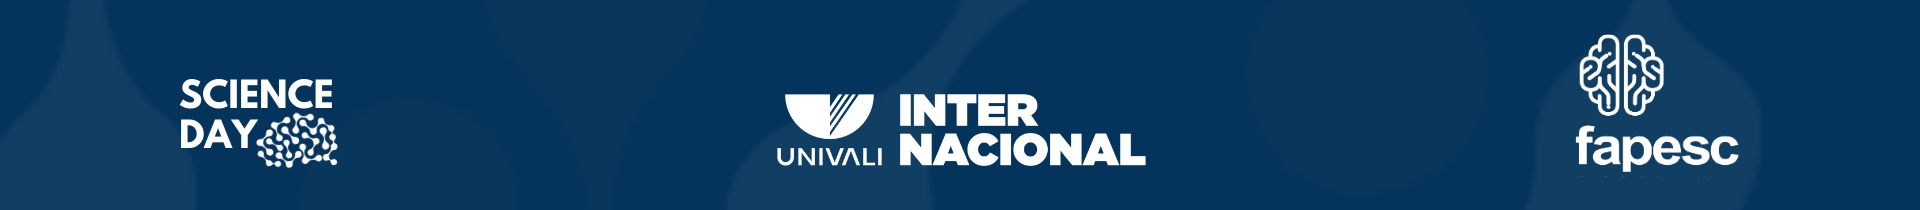 SCIENCE
DAY
UNIVALI
INTER
NACIONAL
fapesc